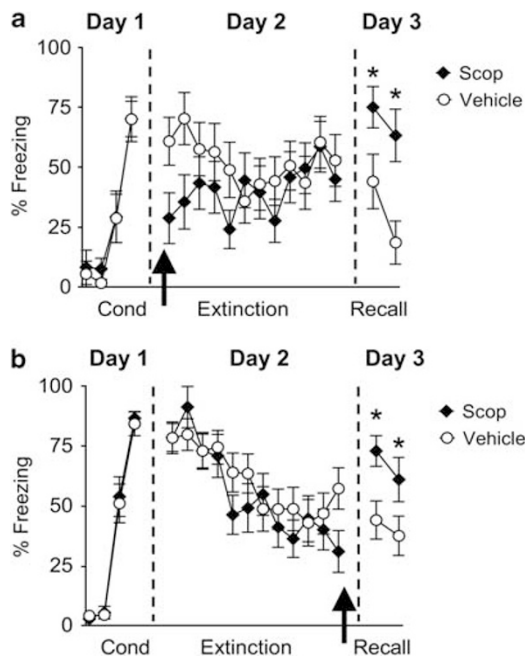 a
Day 1 Day 2 Day 3
100
75
50
25
0
% Freezing
* *
Scop
Vehicle
Cond Extinction Recall
b
Day 1 Day 2 Day 3
100
75
50
25
0
% Freezing
* *
Scop
Vehicle
Cond Extinction Recall